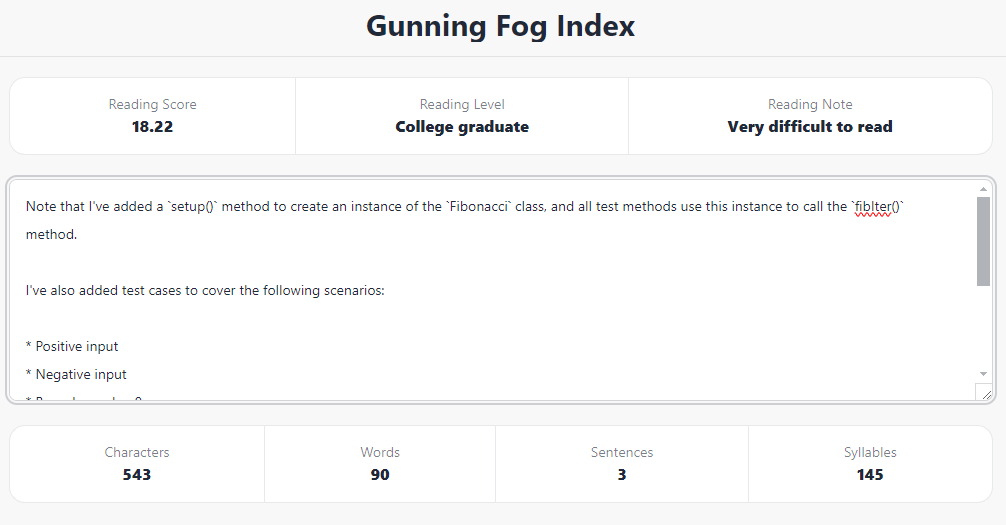 Gunning Fog Index
Reading Score
18.22
Reading Level
College graduate
Reading Note
Very difficult to read
Note that I've added a `setup()` method to create an instance of the `Fibonacci` class, and all test methods use this instance to call the `fibIter()`
method.
I've also added test cases to cover the following scenarios:
* Positive input
* Negative input
Characters
543
Words
90
Sentences
3
Syllables
145